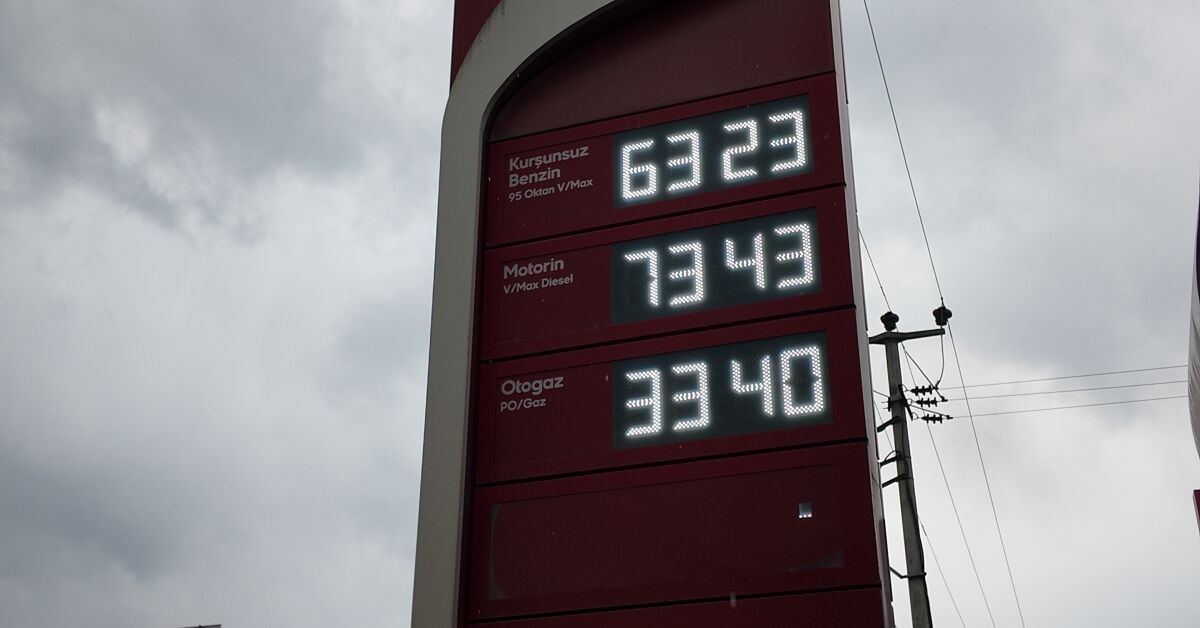 Kurşunsuz
Benzin
95 Oktan V/Max
63 23
Motorin
V/Max Diesel
73 43
Otogaz
PO/Gaz
33 40